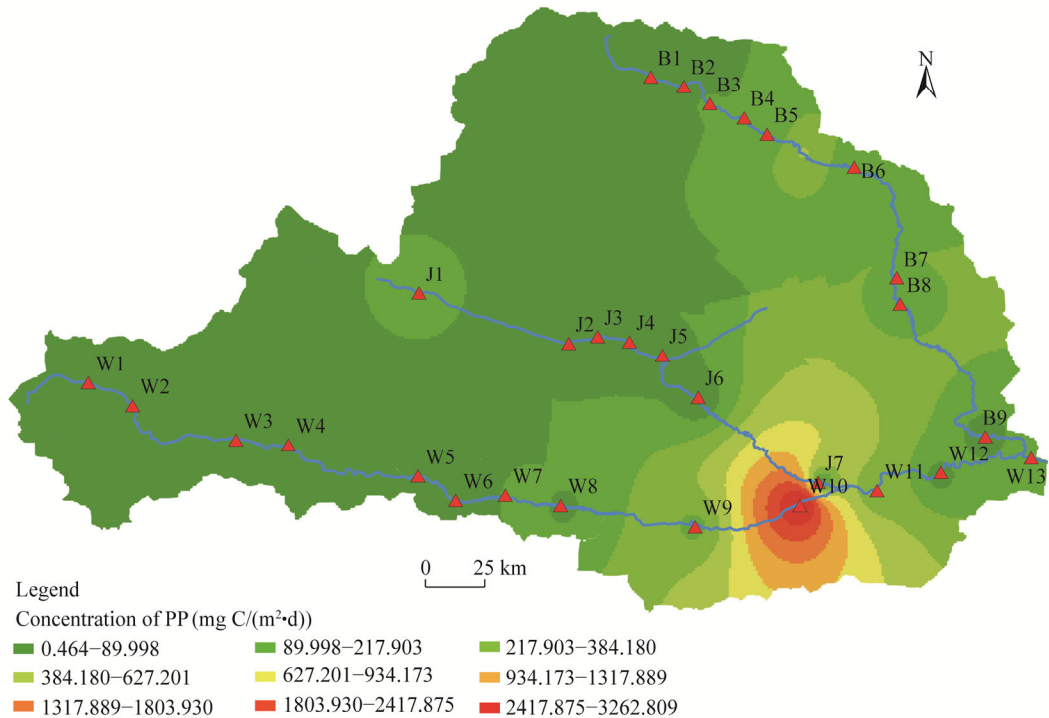 N
B1
B2
B3
B4
B5
B6
B7
B8
B9
J1
J2
J3
J4
J5
J6
J7
W1
W2
W3
W4
W5
W6
W7
W8
W9
W10
W11
W12
W13
0 25 km
Legend
Concentration of PP (mg C/(m²•d))
0.464−89.998 89.998−217.903 217.903−384.180
384.180−627.201 627.201−934.173 934.173−1317.889
1317.889−1803.930 1803.930−2417.875 2417.875−3262.809